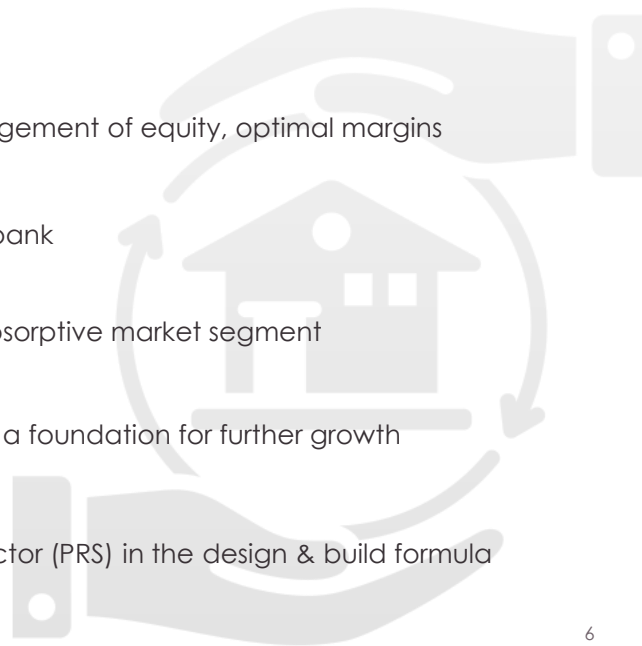 gement of equity, optimal margins
bank
sorptive market segment
a foundation for further growth
ctor (PRS) in the design & build formula
6